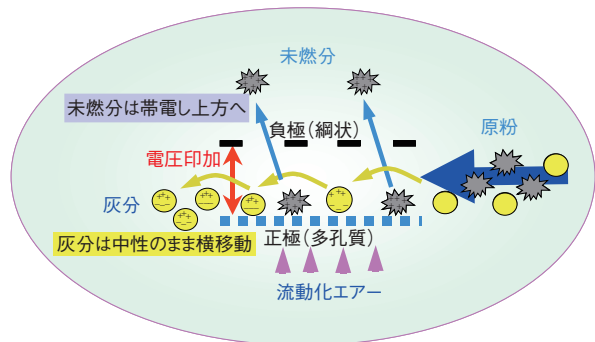 未燃分
未燃分は帯電し上方へ
負極（綱状）
原粉
電圧印加
灰分
灰分は中性のまま横移動
正極（多孔質）
流動化エアー